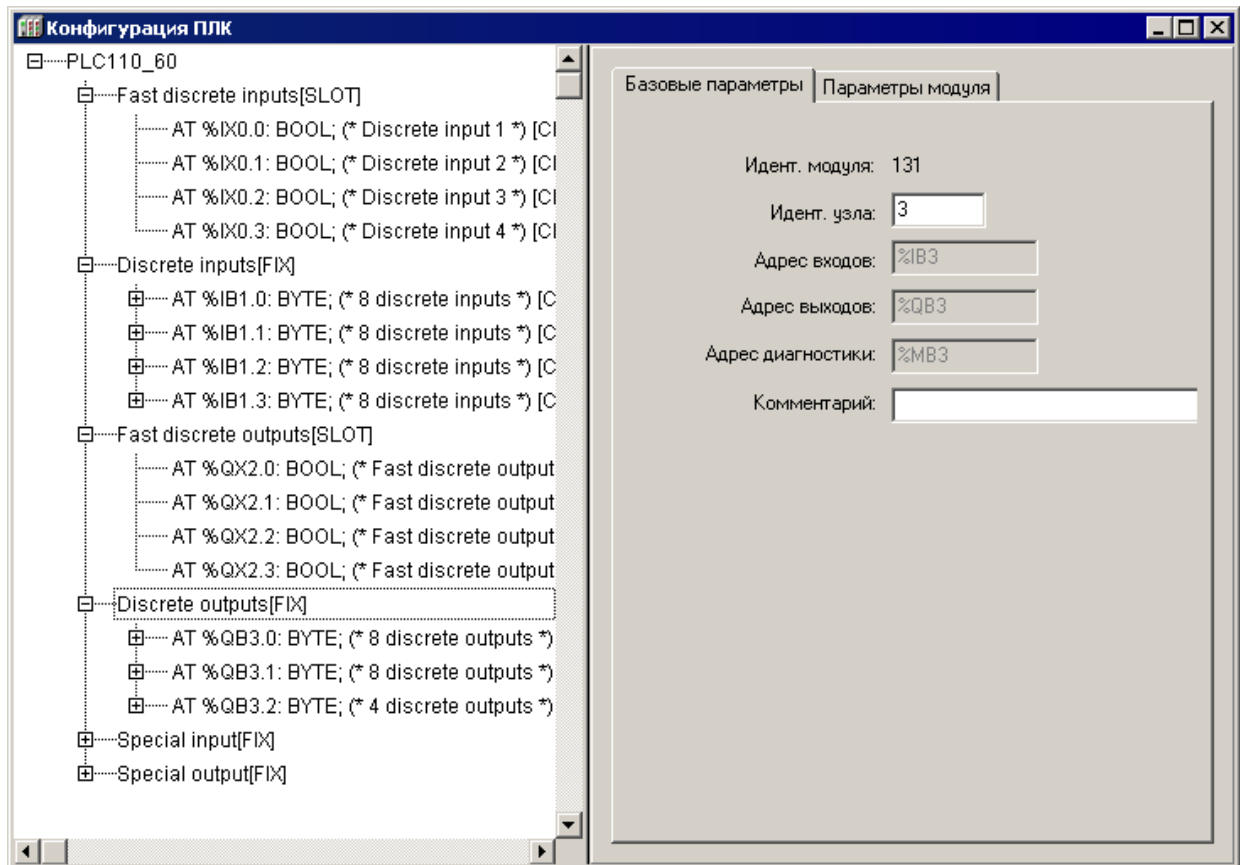 Конфигурация ПЛК
PLC110_60
Fast discrete inputs[SLOT]
AT %IX0.0: BOOL; (* Discrete input 1 *) [CI
AT %IX0.1: BOOL; (* Discrete input 2 *) [CI
AT %IX0.2: BOOL; (* Discrete input 3 *) [CI
AT %IX0.3: BOOL; (* Discrete input 4 *) [CI
Discrete inputs[FIX]
AT %IB1.0: BYTE; (* 8 discrete inputs *) [C
AT %IB1.1: BYTE; (* 8 discrete inputs *) [C
AT %IB1.2: BYTE; (* 8 discrete inputs *) [C
AT %IB1.3: BYTE; (* 8 discrete inputs *) [C
Fast discrete outputs[SLOT]
AT %QX2.0: BOOL; (* Fast discrete output
AT %QX2.1: BOOL; (* Fast discrete output
AT %QX2.2: BOOL; (* Fast discrete output
AT %QX2.3: BOOL; (* Fast discrete output
Discrete outputs[FIX]
AT %QB3.0: BYTE; (* 8 discrete outputs *)
AT %QB3.1: BYTE; (* 8 discrete outputs *)
AT %QB3.2: BYTE; (* 4 discrete outputs *)
Special input[FIX]
Special output[FIX]
Базовые параметры Параметры модуля
Идент. модуля: 131
Идент. узла: 3
Адрес входов: %IB3
Адрес выходов: %QB3
Адрес диагностики: %MB3
Комментарий: